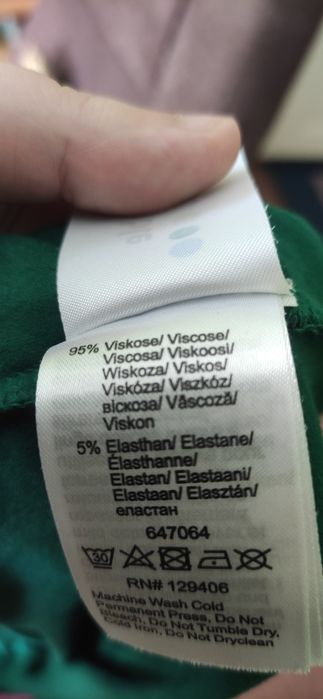 95% Viskose/ Viscose/
Viscosa/ Viskoosi/
Wiskoza/ Viskos/
Viskóza/ Viszkóz/
віскоза/ Vâscoză/
Viskon
5% Elasthan/ Elastane/
Élasthanne/
Elastan/ Elastaani/
Elastaan/ Elasztán/
еластан
647064
30
RN# 129406
Machine Wash Cold
Permanent Press, Do Not
Bleach, Do Not Tumble Dry,
Cold Iron, Do Not Dryclean